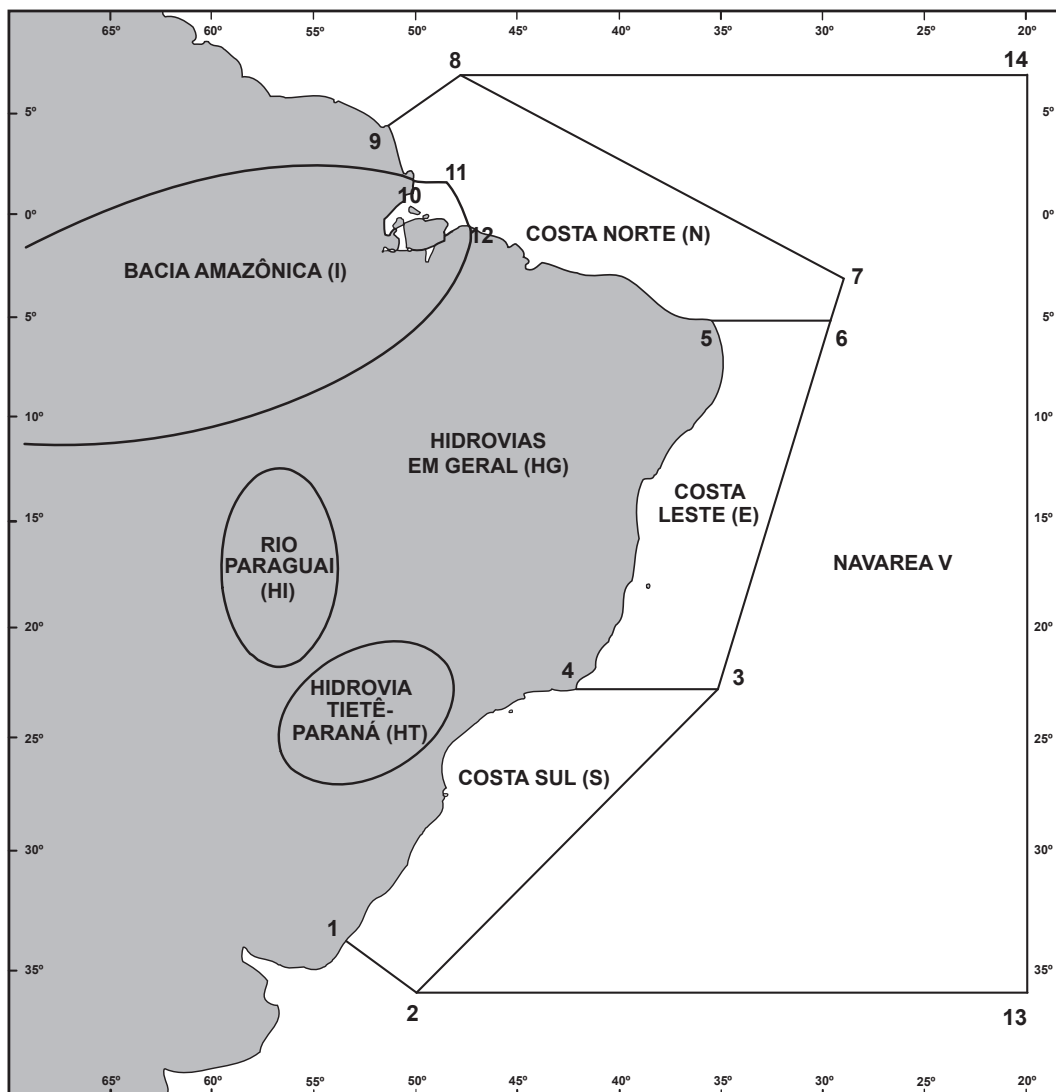 65º 60º 55º 50º 45º 40º 35º 30º 25º 20º
8 14
5º 5º
9
11
10
0º 0º
12 COSTA NORTE (N)
BACIA AMAZÔNICA (I)
7
5º 5º
5 6
10º 10º
HIDROVIAS
EM GERAL (HG)
COSTA
LESTE (E)
15º 15º
RIO
PARAGUAI
(HI)
NAVAREA V
20º 20º
4 3
HIDROVIA
TIETÊ-
PARANÁ (HT)
25º 25º
COSTA SUL (S)
30º 30º
1
35º 35º
2 13
65º 60º 55º 50º 45º 40º 35º 30º 25º 20º